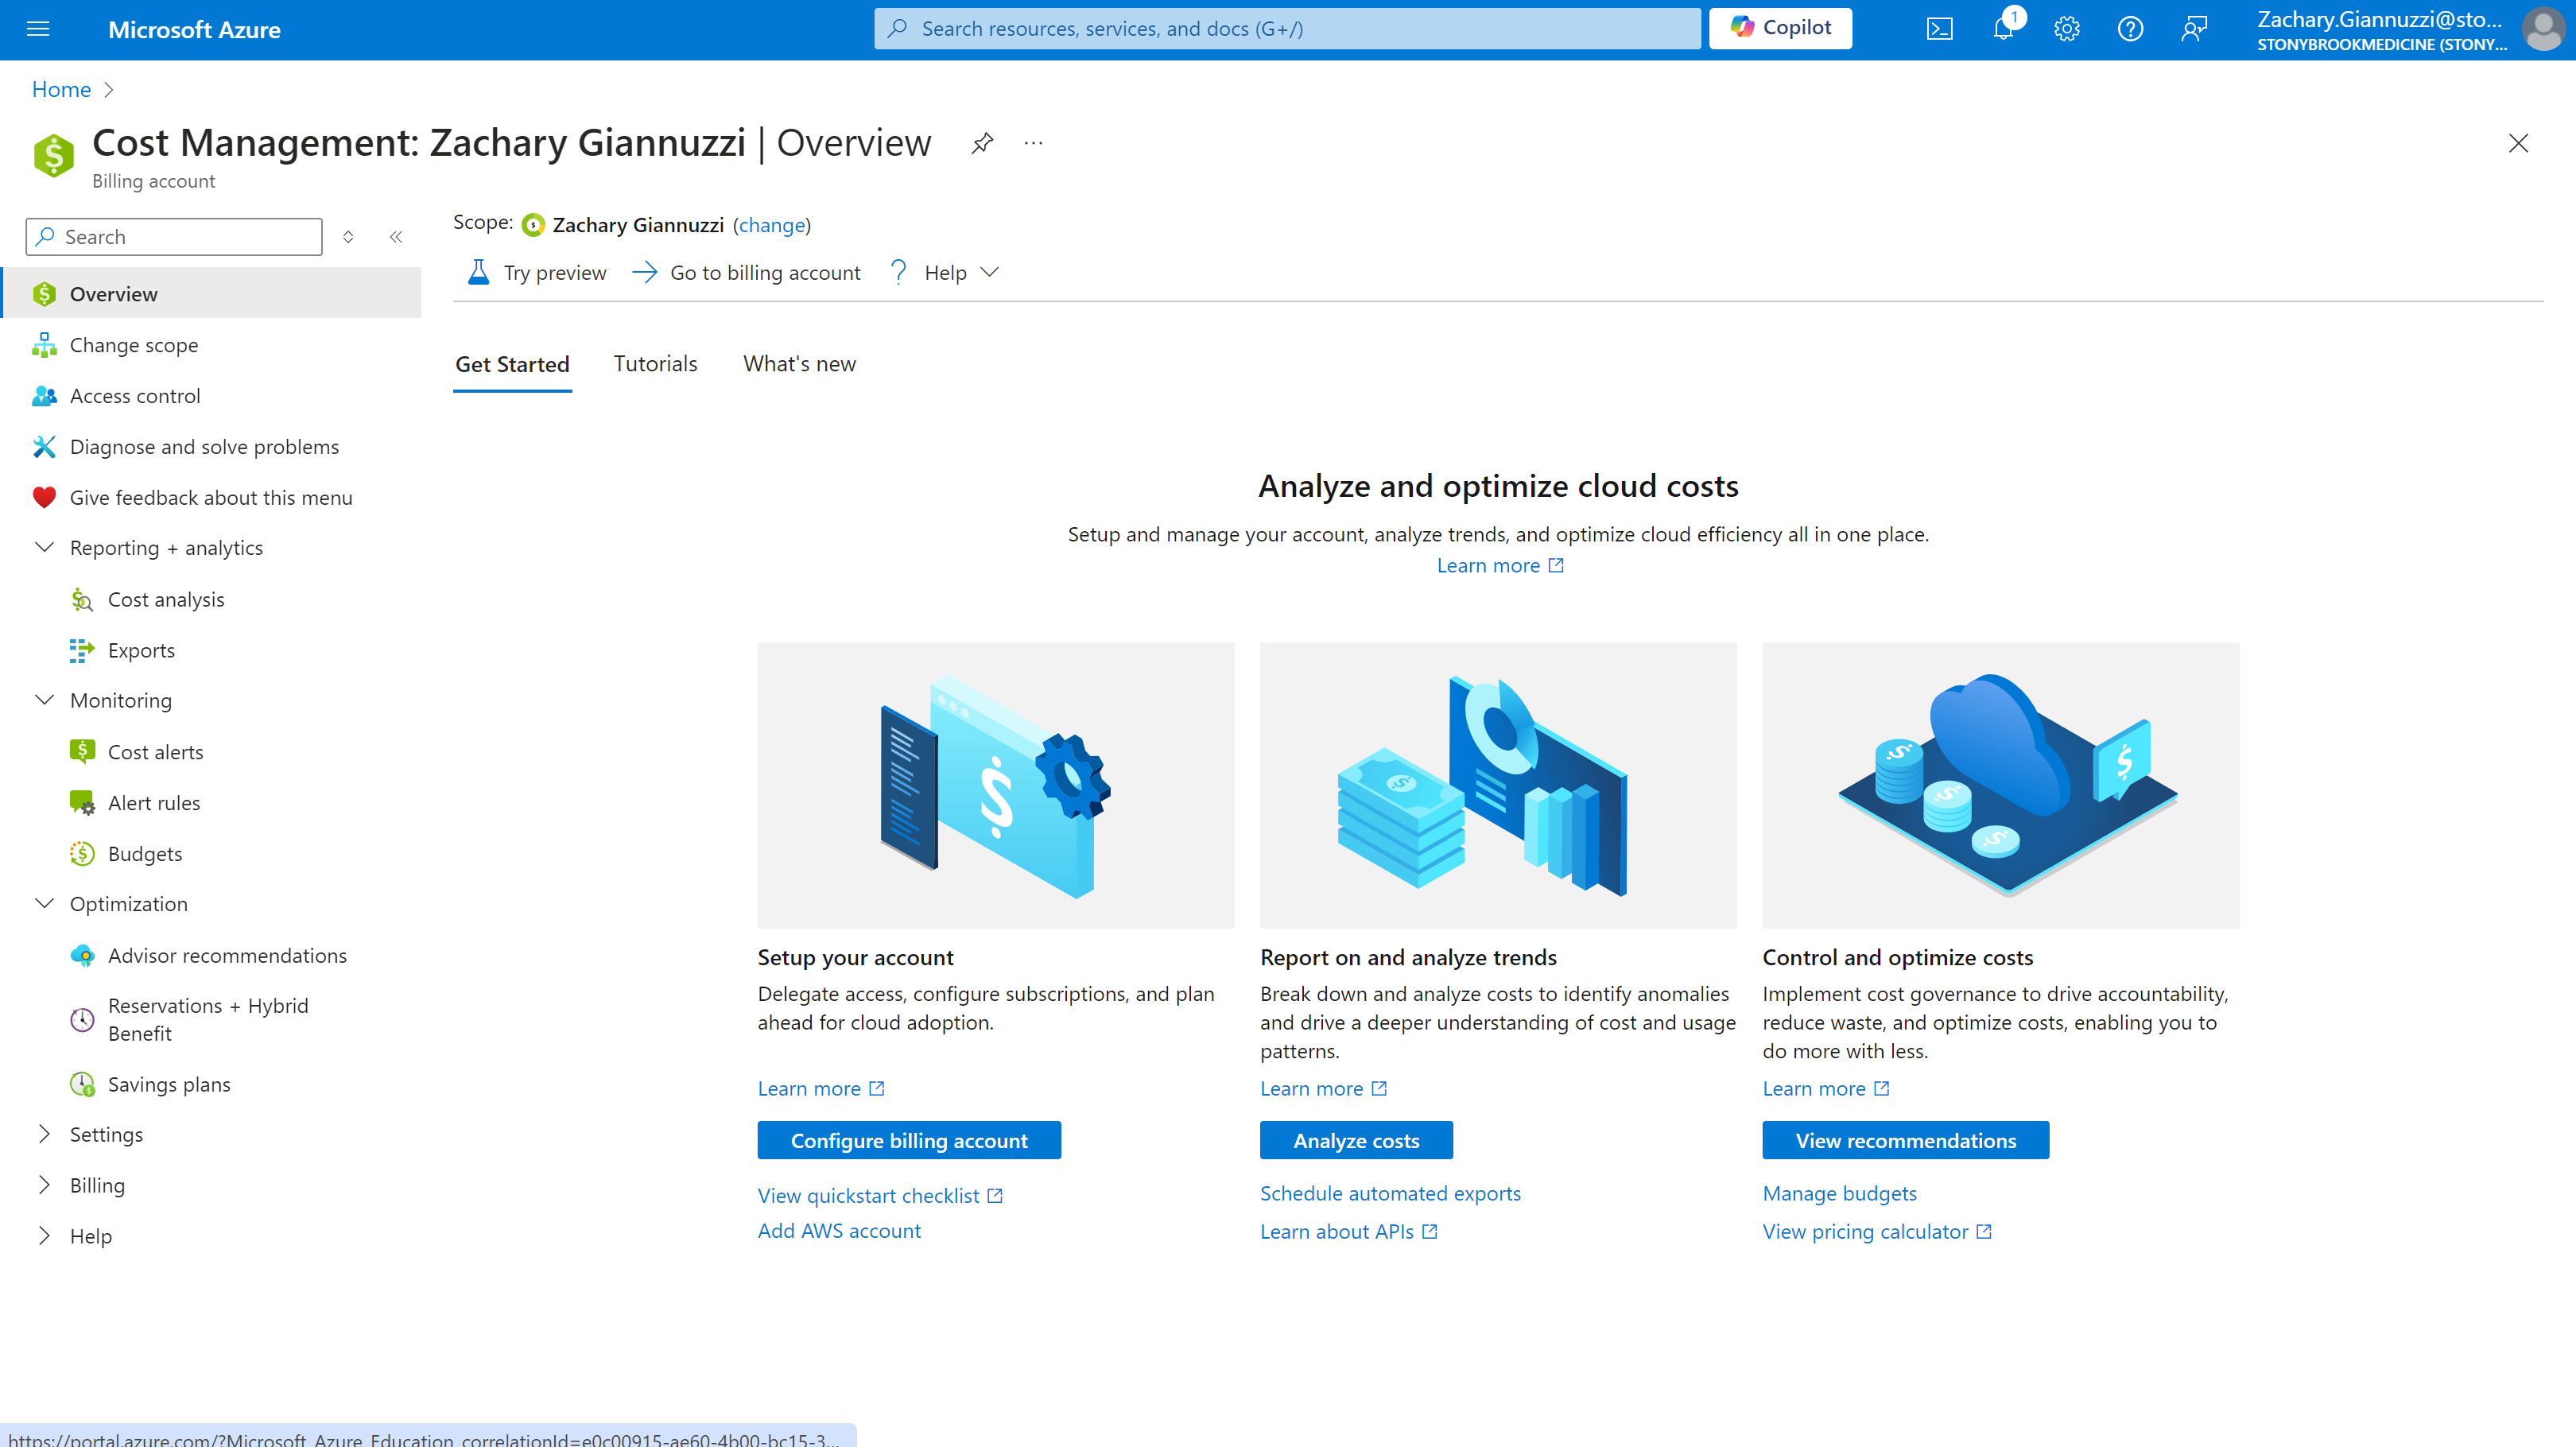 Microsoft Azure
Search resources, services, and docs (G+/)
Copilot
1
Zachary.Giannuzzi@sto...
STONYBROOKMEDICINE (STONY...
Home
Cost Management: Zachary Giannuzzi | Overview
Billing account
Search
Overview
Change scope
Access control
Diagnose and solve problems
Give feedback about this menu
Reporting + analytics
Cost analysis
Exports
Monitoring
Cost alerts
Alert rules
Budgets
Optimization
Advisor recommendations
Reservations + Hybrid
Benefit
Savings plans
Settings
Billing
Help
Scope: Zachary Giannuzzi (change)
Try preview
Go to billing account
Help
Get Started
Tutorials
What's new
Analyze and optimize cloud costs
Setup and manage your account, analyze trends, and optimize cloud efficiency all in one place.
Learn more
Setup your account
Delegate access, configure subscriptions, and plan
ahead for cloud adoption.
Learn more
Configure billing account
View quickstart checklist
Add AWS account
Report on and analyze trends
Break down and analyze costs to identify anomalies
and drive a deeper understanding of cost and usage
patterns.
Learn more
Analyze costs
Schedule automated exports
Learn about APIs
Control and optimize costs
Implement cost governance to drive accountability,
reduce waste, and optimize costs, enabling you to
do more with less.
Learn more
View recommendations
Manage budgets
View pricing calculator
https://portal.azure.com/?Microsoft_Azure_Education_correlationId=e0c00915-ae60-4b00-bc15-3...